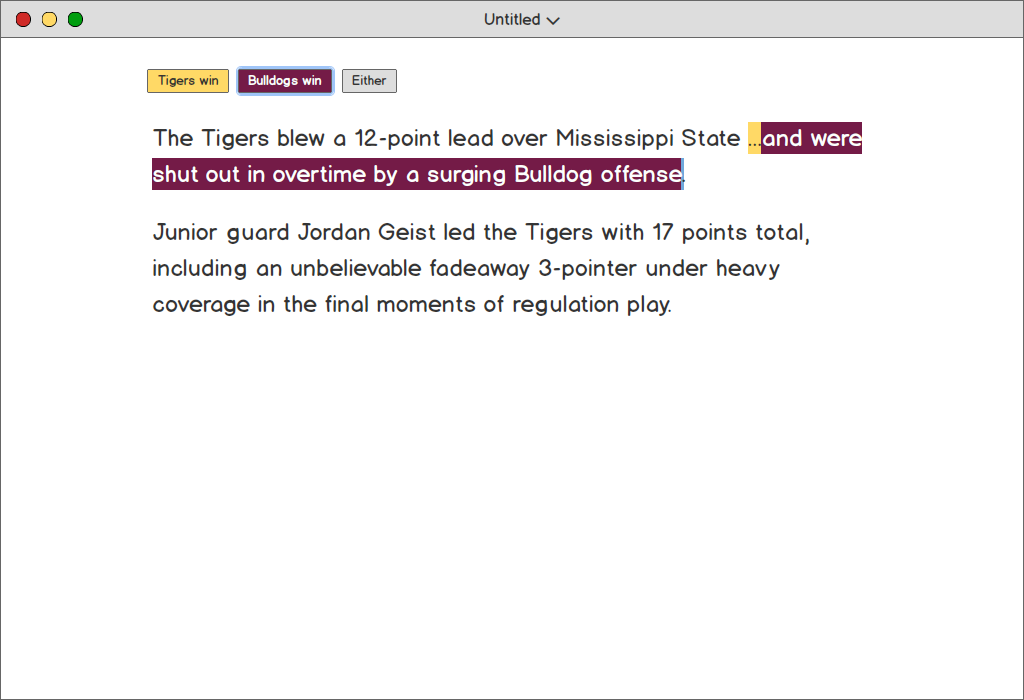 Untitled
Tigers win Bulldogs win Either
The Tigers blew a 12-point lead over Mississippi State ...and were
shut out in overtime by a surging Bulldog offense.
Junior guard Jordan Geist led the Tigers with 17 points total,
including an unbelievable fadeaway 3-pointer under heavy
coverage in the final moments of regulation play.